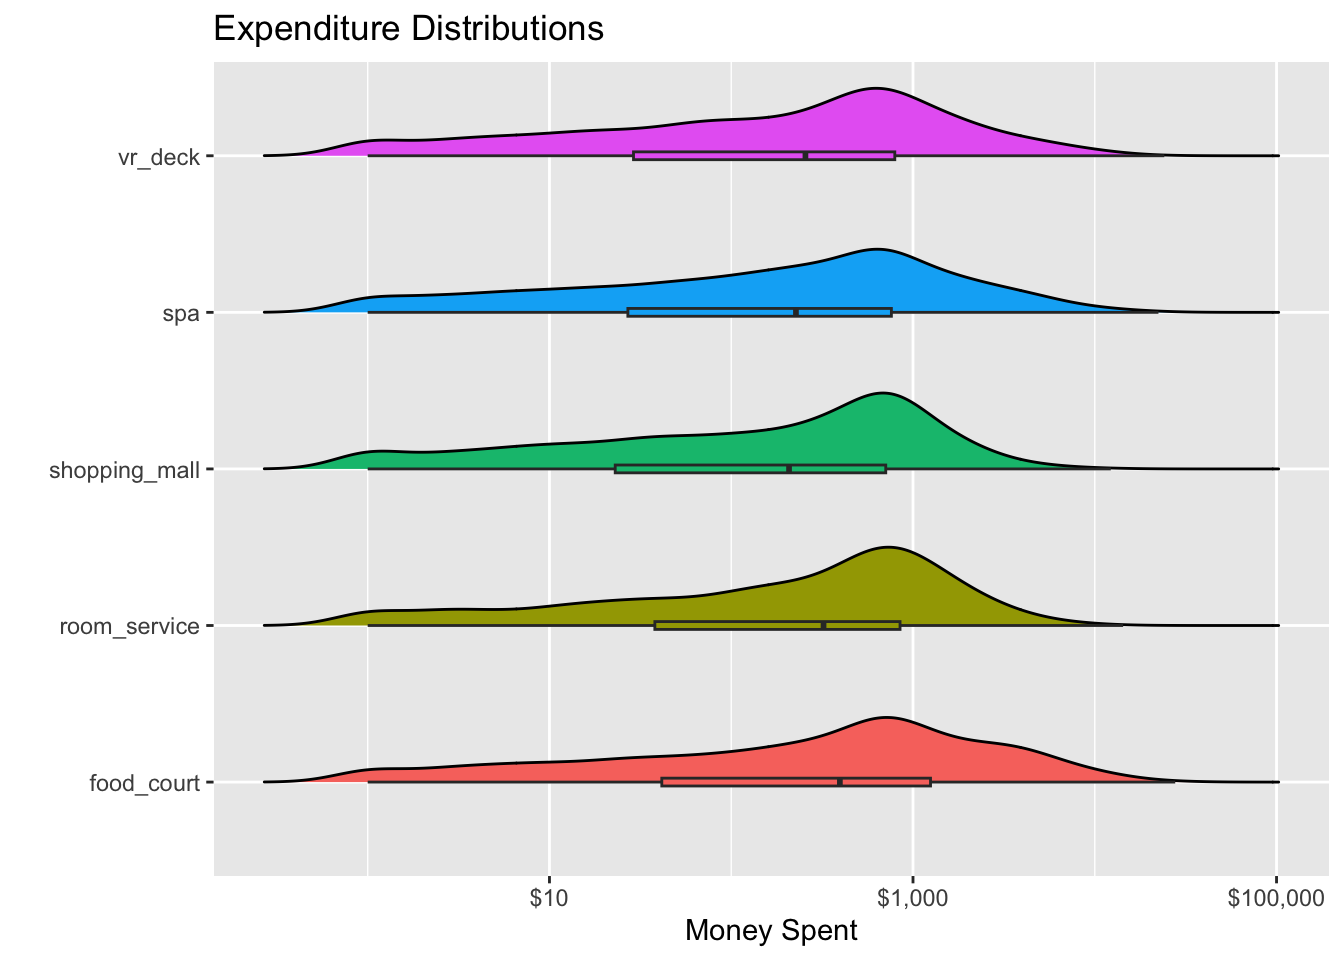 Expenditure Distributions
vr_deck
spa
shopping_mall
room_service
food_court
$10 $1,000 $100,000
Money Spent